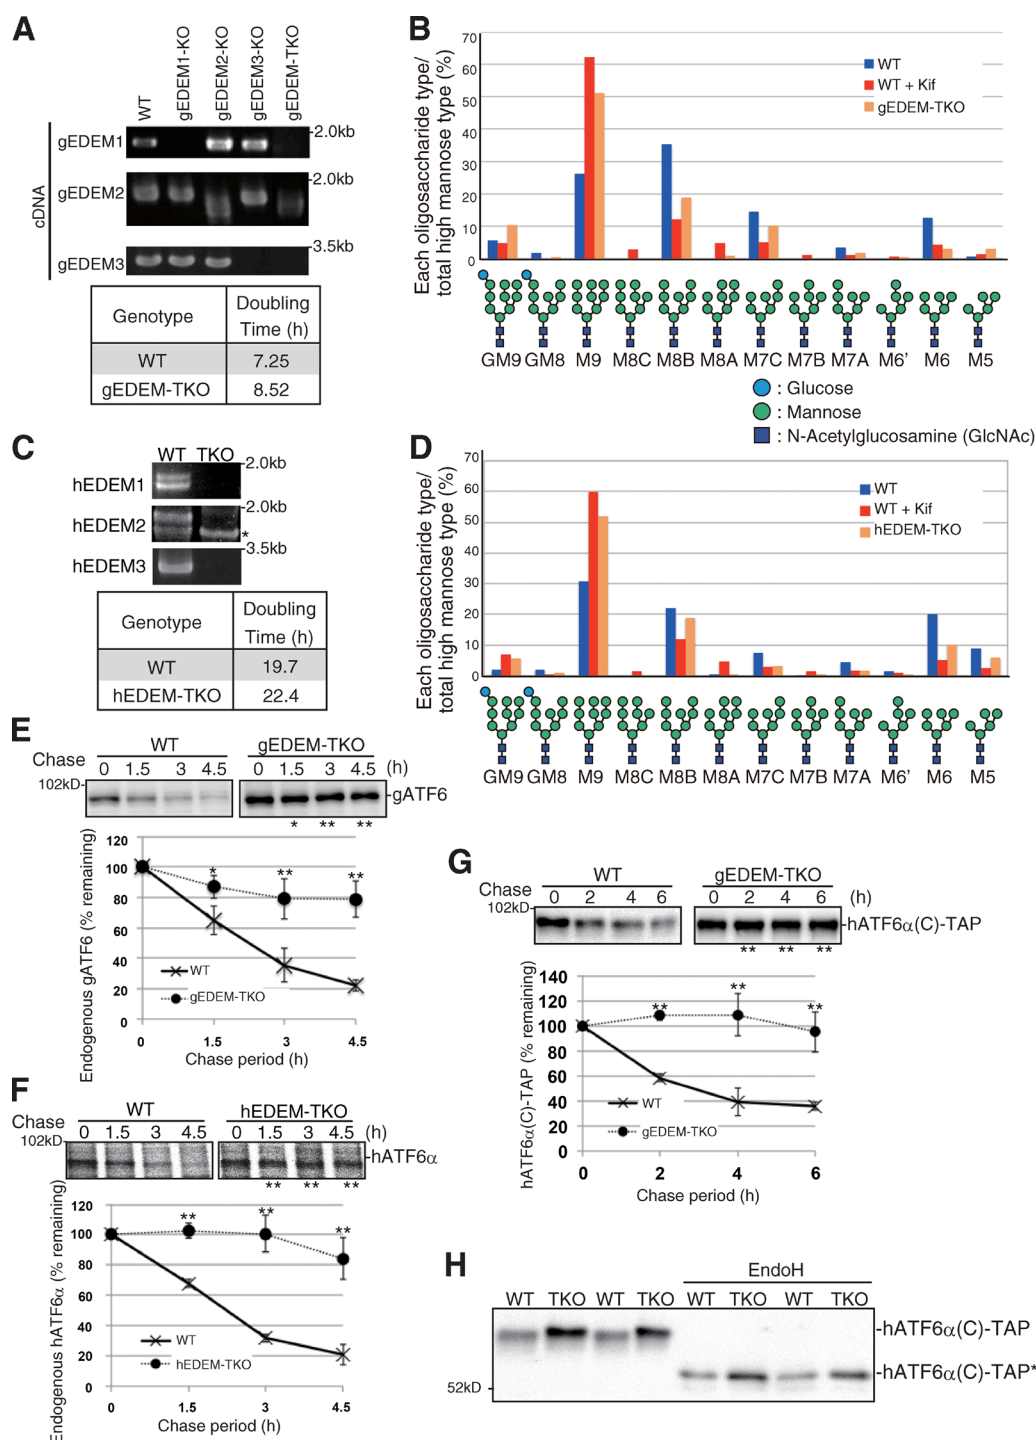 A
WT
gEDEM1-KO
gEDEM2-KO
gEDEM3-KO
gEDEM-TKO
cDNA
gEDEM1
-2.0kb
gEDEM2
-2.0kb
gEDEM3
-3.5kb
Genotype
Doubling Time (h)
WT 7.25
gEDEM-TKO 8.52
B
Each oligosaccharide type/
total high mannose type (%)
70
60
50
40
30
20
10
0
WT
WT + Kif
gEDEM-TKO
GM9 GM8 M9 M8C M8B M8A M7C M7B M7A M6' M6 M5
: Glucose
: Mannose
: N-Acetylglucosamine (GlcNAc)
C
WT TKO
hEDEM1
-2.0kb
hEDEM2
-2.0kb
*
hEDEM3
-3.5kb
Genotype
Doubling Time (h)
WT 19.7
hEDEM-TKO 22.4
D
Each oligosaccharide type/
total high mannose type (%)
70
60
50
40
30
20
10
0
WT
WT + Kif
hEDEM-TKO
GM9 GM8 M9 M8C M8B M8A M7C M7B M7A M6' M6 M5
E
WT gEDEM-TKO
Chase 0 1.5 3 4.5 0 1.5 3 4.5 (h)
102kD-
-gATF6
* ** **
Endogenous gATF6 (% remaining)
120
100
80
60
40
20
0
* ** **
WT
gEDEM-TKO
0 1.5 3 4.5
Chase period (h)
F
WT hEDEM-TKO
Chase 0 1.5 3 4.5 0 1.5 3 4.5 (h)
102kD-
-hATF6α
** ** **
Endogenous hATF6α (% remaining)
120
100
80
60
40
20
0
** ** **
WT
hEDEM-TKO
0 1.5 3 4.5
Chase period (h)
G
WT gEDEM-TKO
Chase 0 2 4 6 0 2 4 6 (h)
102kD-
-hATF6α(C)-TAP
** ** **
hATF6α(C)-TAP (% remaining)
140
120
100
80
60
40
20
0
** ** **
WT
gEDEM-TKO
0 2 4 6
Chase period (h)
H
EndoH
WT TKO WT TKO WT TKO WT TKO
-hATF6α(C)-TAP
-hATF6α(C)-TAP*
52kD -